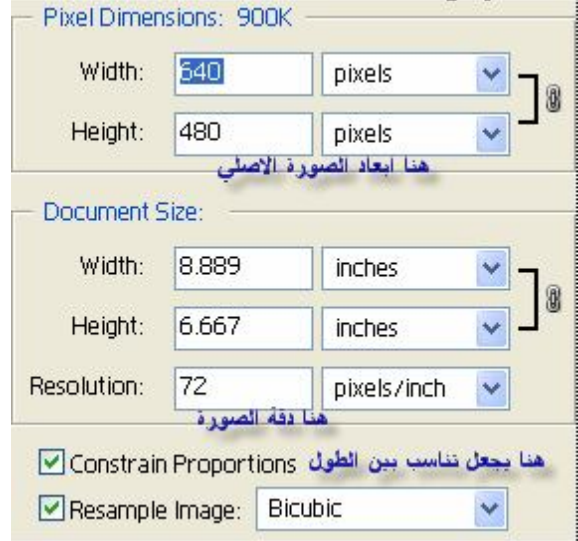 Pixel Dimensions: 900K
Width: 640 pixels
Height: 480 pixels
هنا ابعاد الصورة الاصلي
Document Size:
Width: 8.889 inches
Height: 6.667 inches
Resolution: 72 pixels/inch
هنا دقة الصورة
Constrain Proportions هنا يجعل تناسب بين الطول
Resample Image: Bicubic